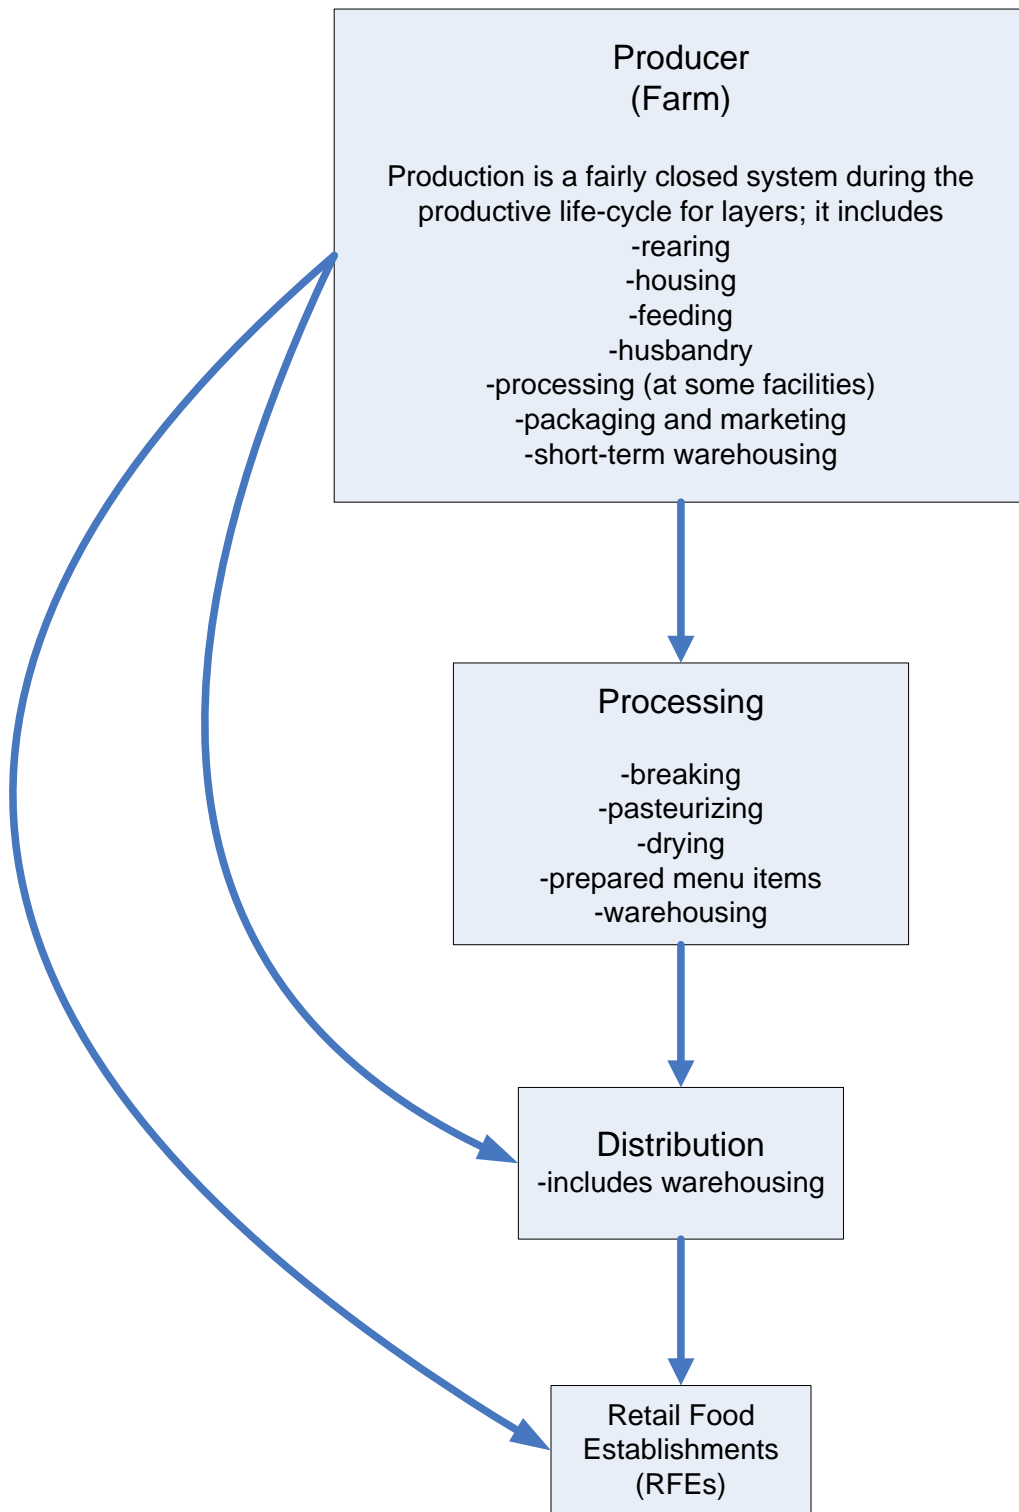 Producer
(Farm)
Production is a fairly closed system during the
productive life-cycle for layers; it includes
-rearing
-housing
-feeding
-husbandry
-processing (at some facilities)
-packaging and marketing
-short-term warehousing
Processing
-breaking
-pasteurizing
-drying
-prepared menu items
-warehousing
Distribution
-includes warehousing
Retail Food
Establishments
(RFEs)